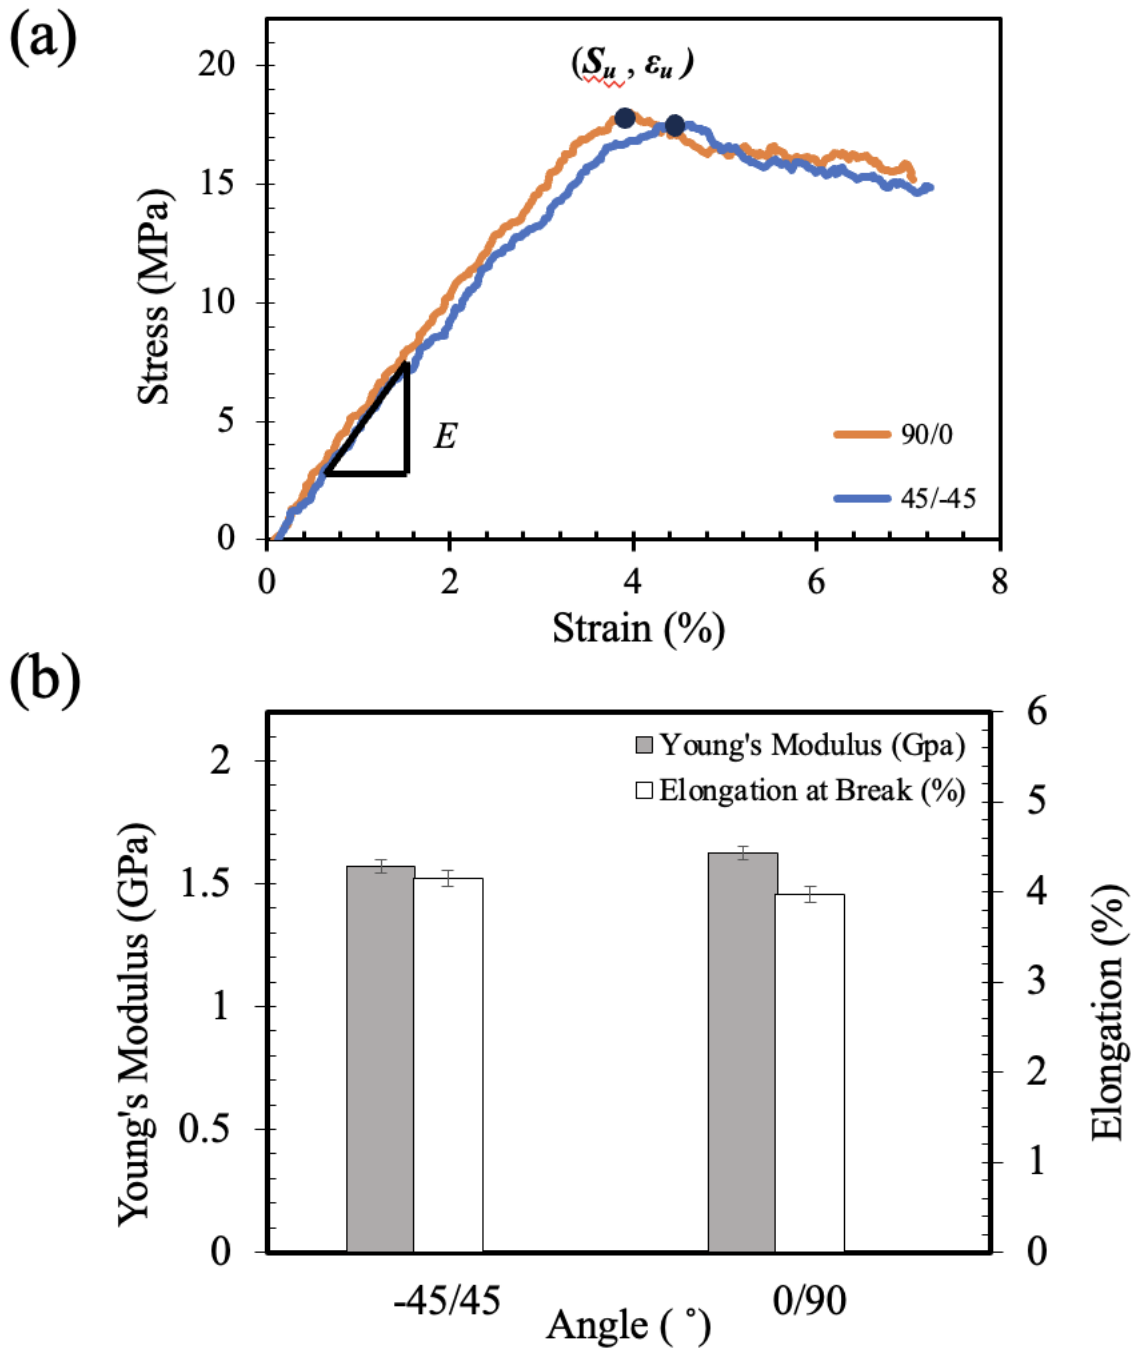 (a)
20
15
10
5
0
Stress (MPa)
(Su , εu )
E
90/0
45/-45
0 2 4 6 8
Strain (%)
(b)
2
1.5
1
0.5
0
Young's Modulus (GPa)
Young's Modulus (Gpa)
Elongation at Break (%)
6
5
4
3
2
1
0
Elongation (%)
-45/45 0/90
Angle ( °)